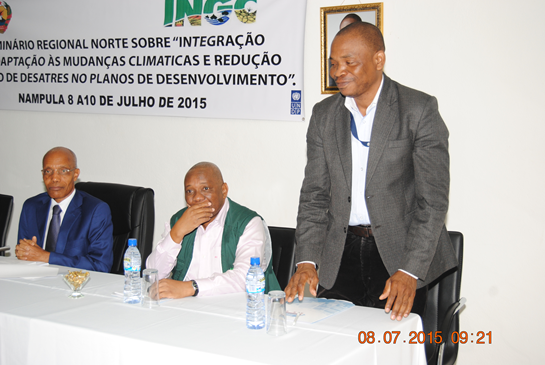 INGC
MINÁRIO REGIONAL NORTE SOBRE "INTEGRAÇÃO
DAPTAÇÃO ÀS MUDANÇAS CLIMATICAS E REDUÇÃO
O DE DESATRES NO PLANOS DE DESENVOLVIMENTO".
NAMPULA 8 A10 DE JULHO DE 2015
08.07.2015 09:21